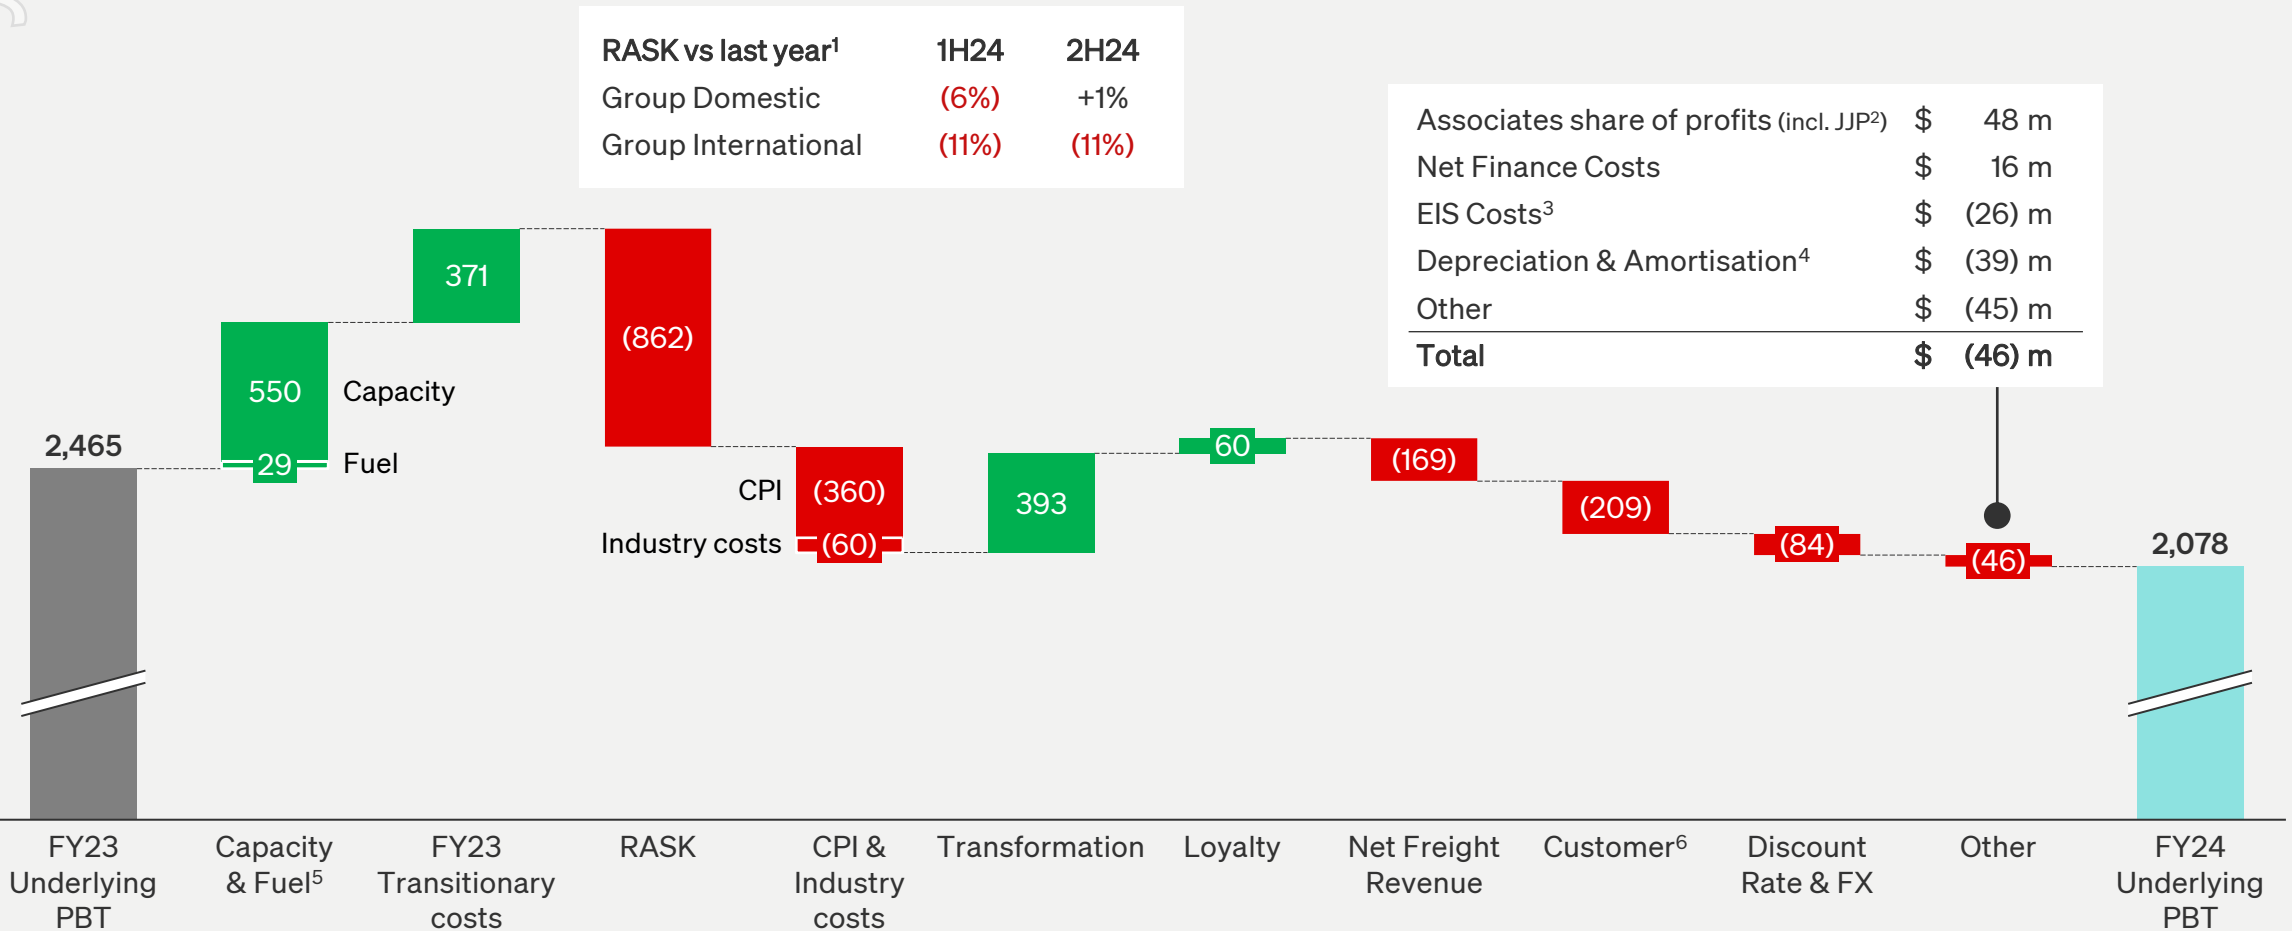 RASK vs last year¹ 1H24 2H24
Group Domestic (6%) +1%
Group International (11%) (11%)
Associates share of profits (incl. JJP²) $ 48 m
Net Finance Costs $ 16 m
EIS Costs³ $ (26) m
Depreciation & Amortisation⁴ $ (39) m
Other $ (45) m
Total $ (46) m
2,465
550
Capacity
29
Fuel
371
(862)
CPI
(360)
Industry costs
(60)
393
60
(169)
(209)
(84)
(46)
2,078
FY23
Underlying
PBT
Capacity
& Fuel⁵
FY23
Transitionary
costs
RASK
CPI &
Industry
costs
Transformation
Loyalty
Net Freight
Revenue
Customer⁶
Discount
Rate & FX
Other
FY24
Underlying
PBT